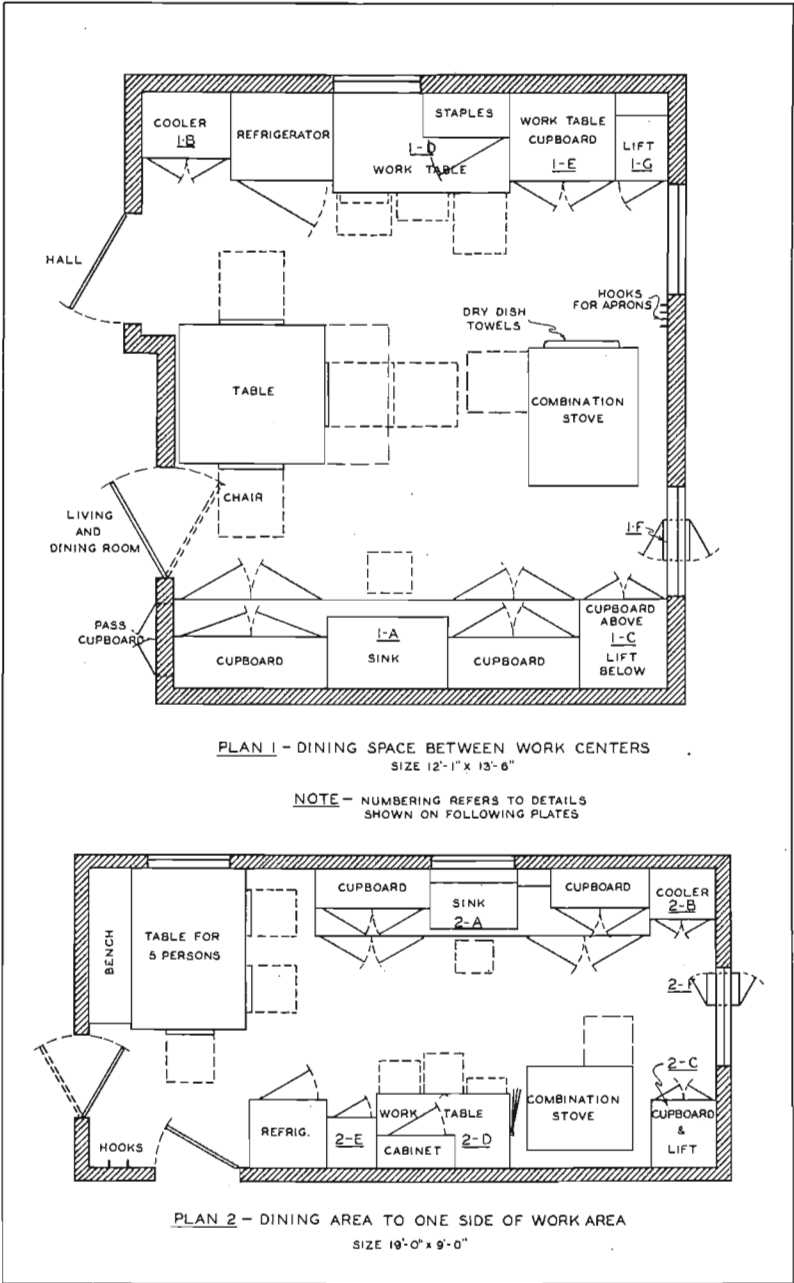 COOLER
1-B
REFRIGERATOR
STAPLES
1-D
WORK TABLE
WORK TABLE
CUPBOARD
1-E
LIFT
1-G
HALL
HOOKS
FOR APRONS
DRY DISH
TOWELS
TABLE
COMBINATION
STOVE
CHAIR
LIVING
AND
DINING ROOM
1-F
PASS
CUPBOARD
CUPBOARD
1-A
SINK
CUPBOARD
CUPBOARD
ABOVE
1-C
LIFT
BELOW
PLAN 1 – DINING SPACE BETWEEN WORK CENTERS
SIZE 12'-1" X 13'-6"
NOTE – NUMBERING REFERS TO DETAILS
SHOWN ON FOLLOWING PLATES
BENCH
TABLE FOR
5 PERSONS
CUPBOARD
SINK
2-A
CUPBOARD
COOLER
2-B
2-F
2-C
HOOKS
REFRIG.
2-E
WORK TABLE
CABINET
2-D
COMBINATION
STOVE
CUPBOARD
&
LIFT
PLAN 2 – DINING AREA TO ONE SIDE OF WORK AREA
SIZE 19'-0" X 9'-0"